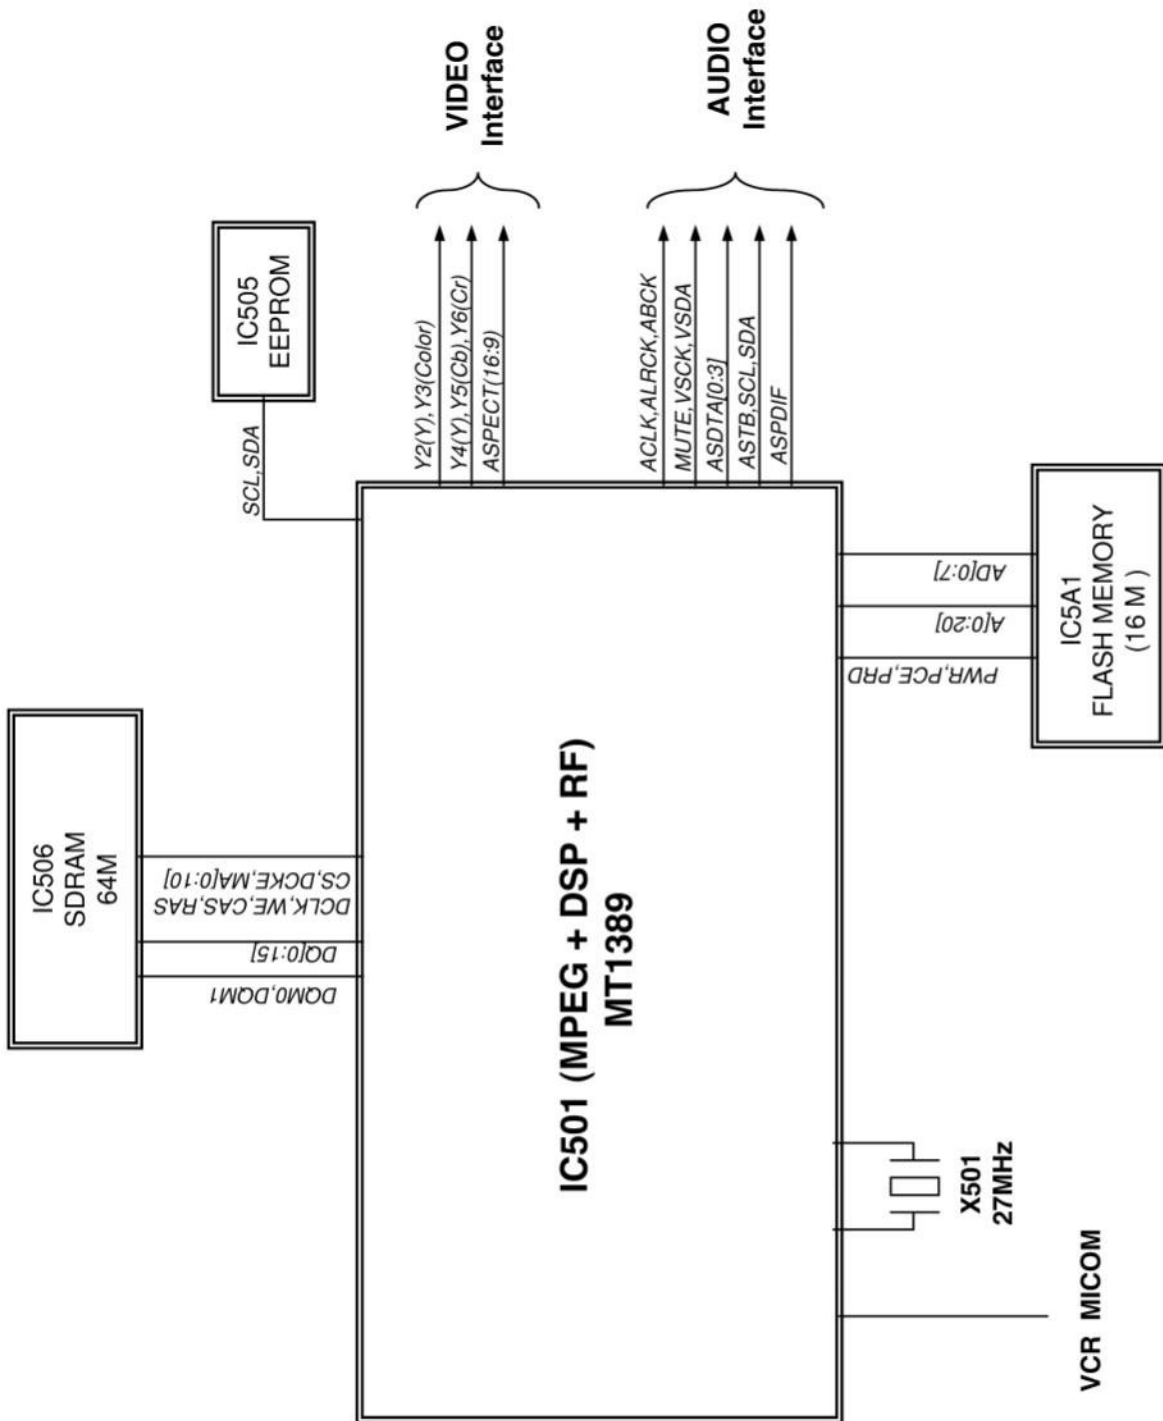 IC506
SDRAM
64M
DQM0,DQM1
DQ[0:15]
DCLK,WE,CAS,RAS
CS,DCKE,MA[0:10]
IC505
EEPROM
SCL,SDA
Y2(Y),Y3(Color)
Y4(Y),Y5(Cb),Y6(Cr)
ASPECT(16:9)
VIDEO
Interface
ACLK,ALRCK,ABCK
MUTE,VSCK,VSDA
ASDTA[0:3]
ASTB,SCL,SDA
ASPDIF
AUDIO
Interface
IC501 (MPEG + DSP + RF)
MT1389
VCR MICOM
X501
27MHz
PWR,PCE,PRD
A[0:20]
AD[0:7]
IC5A1
FLASH MEMORY
(16 M )